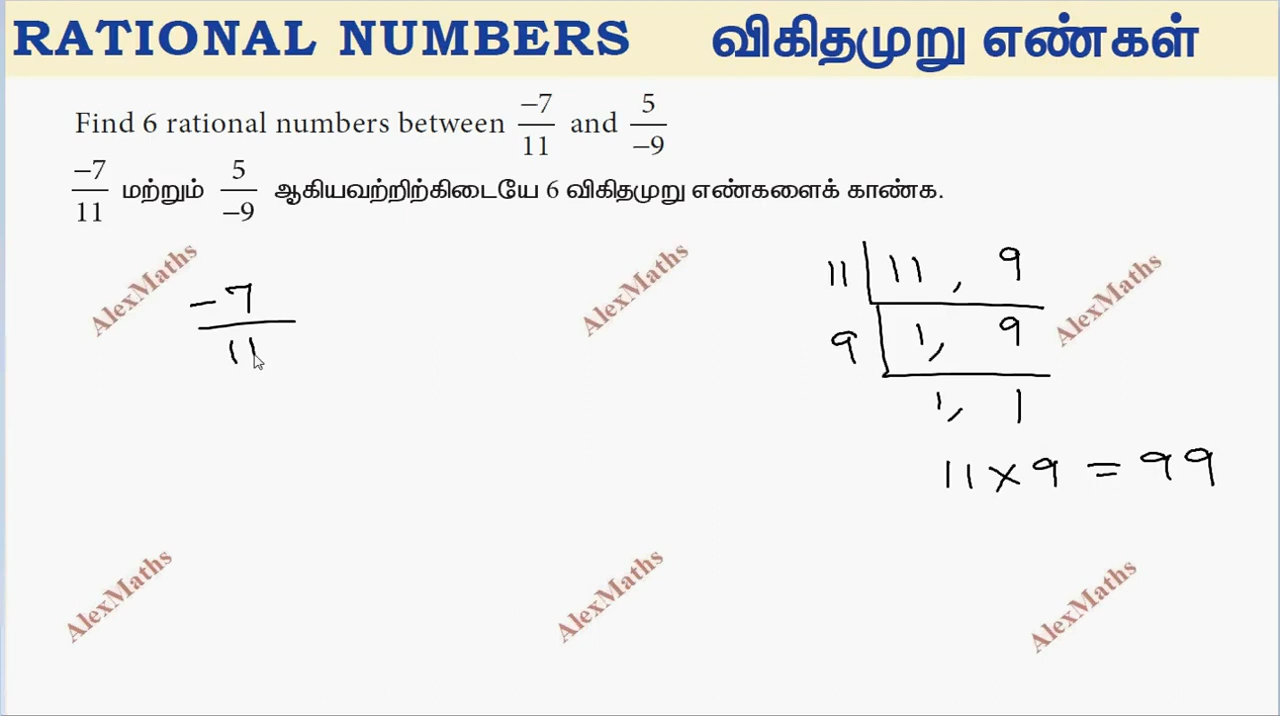 RATIONAL NUMBERS விகிதமுறு எண்கள்
Find 6 rational numbers between −7/11 and 5/−9
−7/11 மற்றும் 5/−9 ஆகியவற்றிற்கிடையே 6 விகிதமுறு எண்களைக் காண்க.
AlexMaths AlexMaths AlexMaths
−7/11
11 | 11, 9
9 | 1, 9
1, 1
11 × 9 = 99
AlexMaths AlexMaths AlexMaths